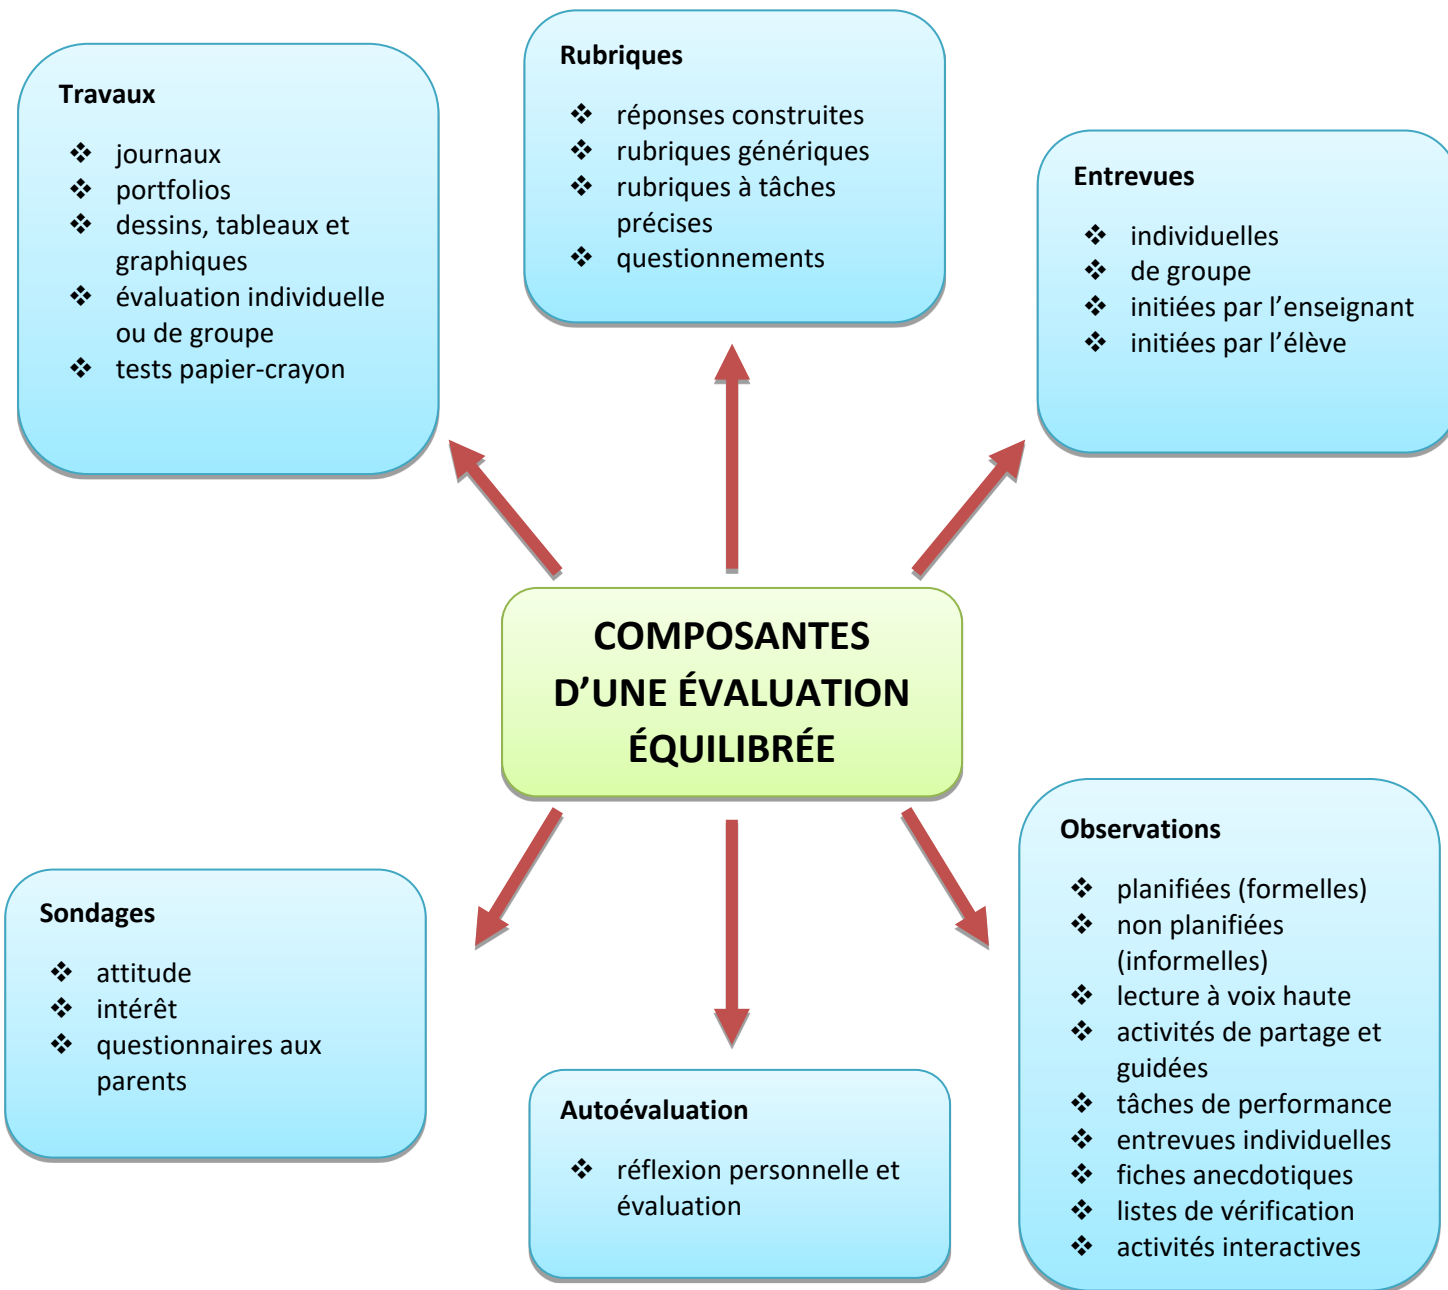 Travaux
❖ journaux
❖ portfolios
❖ dessins, tableaux et
graphiques
❖ évaluation individuelle
ou de groupe
❖ tests papier-crayon
Rubriques
❖ réponses construites
❖ rubriques génériques
❖ rubriques à tâches
précises
❖ questionnements
Entrevues
❖ individuelles
❖ de groupe
❖ initiées par l’enseignant
❖ initiées par l’élève
COMPOSANTES
D’UNE ÉVALUATION
ÉQUILIBRÉE
Sondages
❖ attitude
❖ intérêt
❖ questionnaires aux
parents
Autoévaluation
❖ réflexion personnelle et
évaluation
Observations
❖ planifiées (formelles)
❖ non planifiées
(informelles)
❖ lecture à voix haute
❖ activités de partage et
guidées
❖ tâches de performance
❖ entrevues individuelles
❖ fiches anecdotiques
❖ listes de vérification
❖ activités interactives